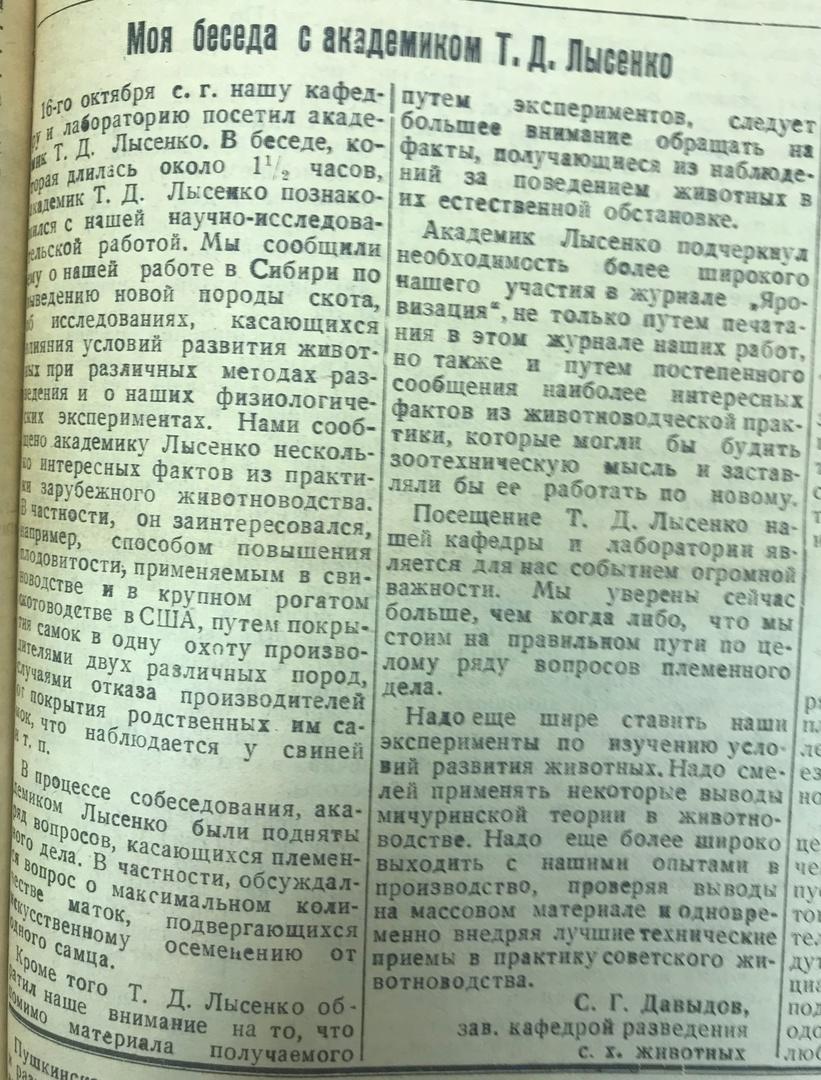 Моя беседа с академиком Т. Д. Лысенко
16-го октября с. г. нашу кафед-
ру и лабораторию посетил акаде-
мик Т. Д. Лысенко. В беседе, ко-
торая длилась около 1 1/2 часов,
академик Т. Д. Лысенко познако-
мился с нашей научно-исследова-
тельской работой. Мы сообщили
ему о нашей работе в Сибири по
выведению новой породы скота,
об исследованиях, касающихся
влияния условий развития живот-
ных при различных методах раз-
ведения и о наших физиологиче-
ских экспериментах. Нами сооб-
щено академику Лысенко несколь-
ко интересных фактов из практи-
ки зарубежного животноводства.
В частности, он заинтересовался,
например, способом повышения
плодовитости, применяемым в сви-
новодстве и в крупном рогатом
скотоводстве в США, путем покры-
тия самок в одну охоту произво-
дителями двух различных пород,
случаями отказа производителей
от покрытия родственных им са-
мок, что наблюдается у свиней
и т. п.
В процессе собеседования, ака-
демиком Лысенко были подняты
ряд вопросов, касающихся племен-
ного дела. В частности, обсуждал-
ся вопрос о максимальном коли-
честве маток, подвергающихся
искусственному осеменению от
одного самца.
Кроме того Т. Д. Лысенко об-
ратил наше внимание на то, что
помимо материала получаемого
путем экспериментов, следует
большее внимание обращать на
факты, получающиеся из наблюде-
ний за поведением животных в
их естественной обстановке.
Академик Лысенко подчеркнул
необходимость более широкого
нашего участия в журнале „Яро-
визация“, не только путем печата-
ния в этом журнале наших работ,
но также и путем постепенного
сообщения наиболее интересных
фактов из животноводческой прак-
тики, которые могли бы будить
зоотехническую мысль и застав-
ляли бы ее работать по новому.
Посещение Т. Д. Лысенко на-
шей кафедры и лаборатории яв-
ляется для нас событием огромной
важности. Мы уверены сейчас
больше, чем когда либо, что мы
стоим на правильном пути по це-
лому ряду вопросов племенного
дела.
Надо еще шире ставить наши
эксперименты по изучению усло-
вий развития животных. Надо сме-
лей применять некоторые выводы
мичуринской теории в животно-
водстве. Надо еще более широко
выходить с нашими опытами в
производство, проверяя выводы
на массовом материале и одновре-
менно внедряя лучшие технические
приемы в практику советского жи-
вотноводства.
С. Г. Давыдов,
зав. кафедрой разведения
с. х. животных